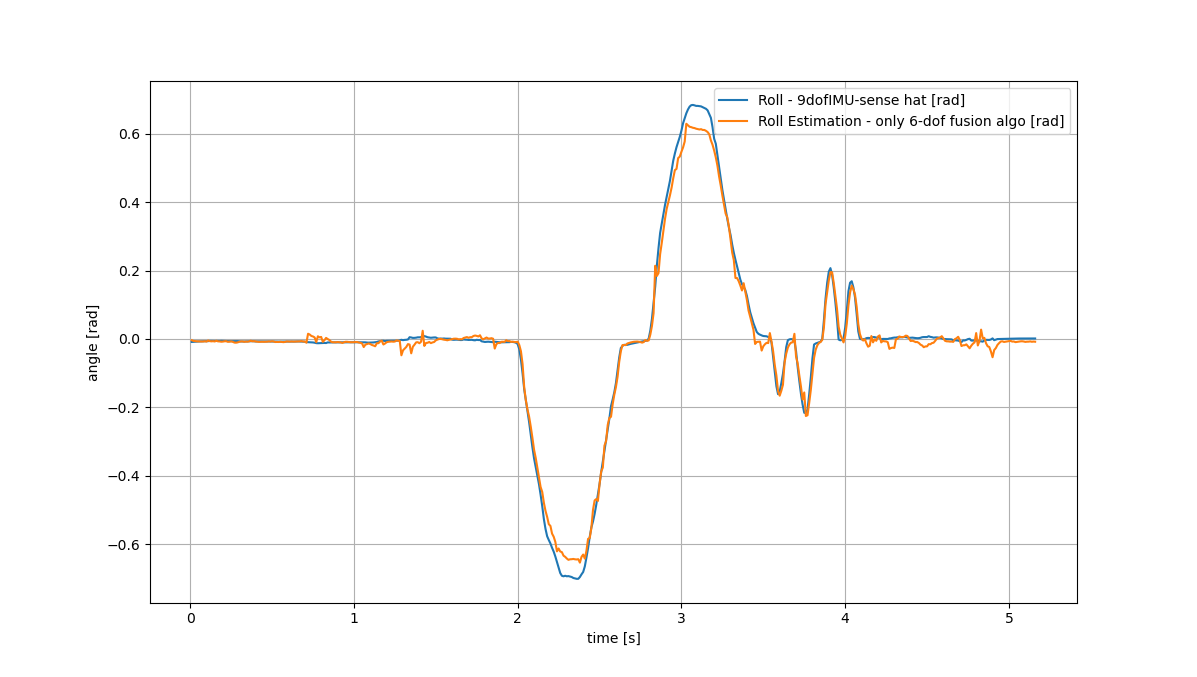 Roll - 9dofIMU-sense hat [rad]
Roll Estimation - only 6-dof fusion algo [rad]
angle [rad]
0.6
0.4
0.2
0.0
−0.2
−0.4
−0.6
0 1 2 3 4 5
time [s]